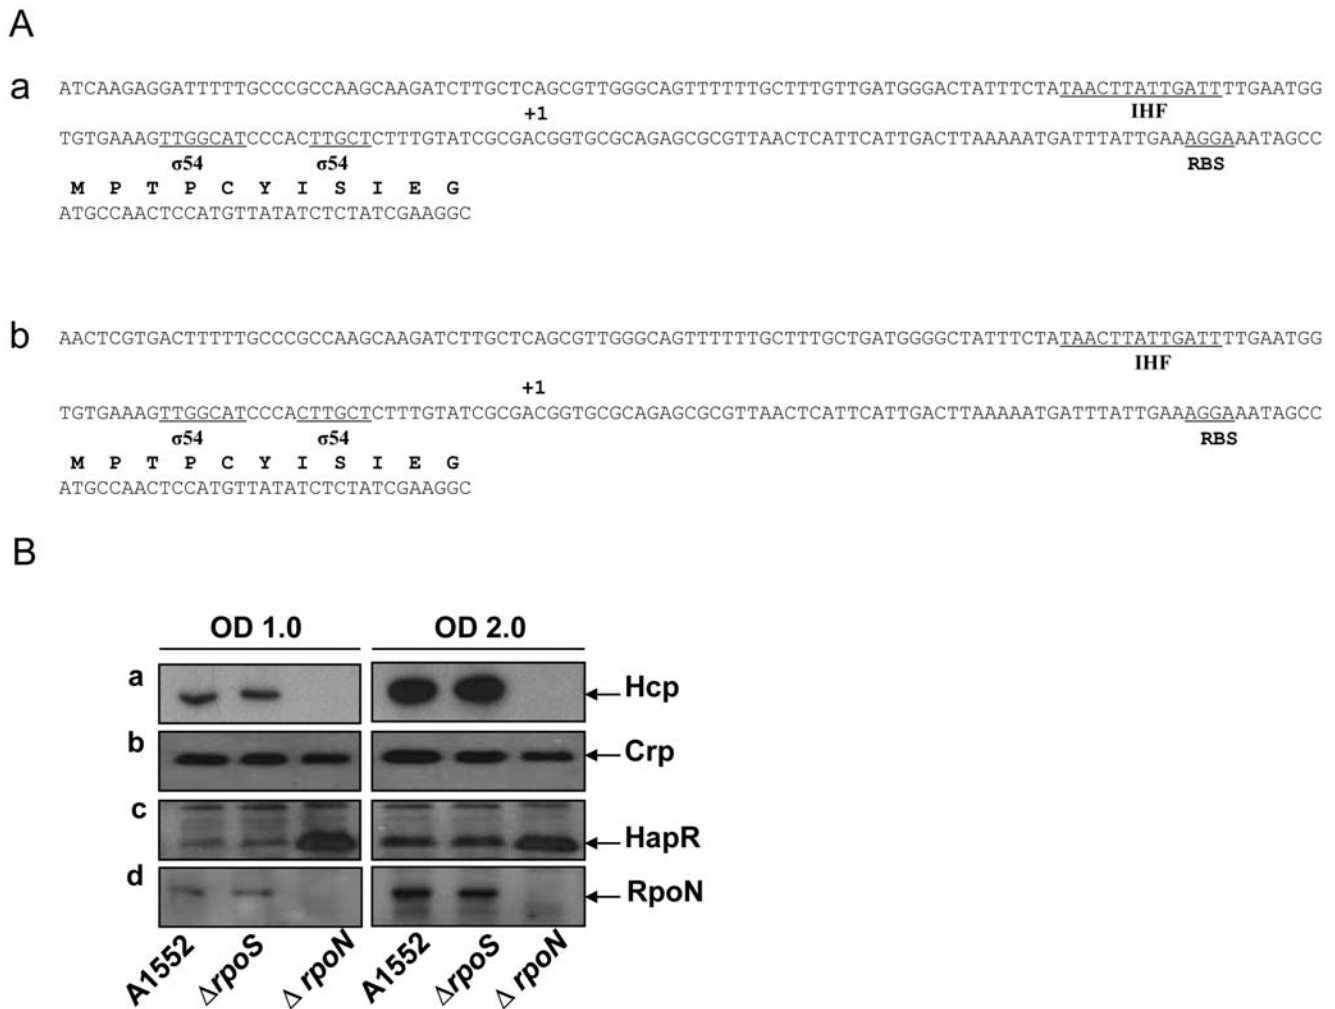 A
a
ATCAAGAGGATTTTTGCCCGCCAAGCAAGATCTTGCTCAGCGTTGGGCAGTTTTTTGCTTTGTTGATGGGACTATTTCTATAACTTATTGATTTTGAATGG
+1 IHF
TGTGAAAGTTGGCATCCCACTTGCTCTTTGTATCGCGACGGTGCGCAGAGCGCGTTAACTCATTCATTGACTTAAAAATGATTTATTGAAAGGAAATAGCC
σ54 σ54 RBS
M P T P C Y I S I E G
ATGCCAACTCCATGTTATATCTCTATCGAAGGC
b
AACTCGTGACTTTTTGCCCGCCAAGCAAGATCTTGCTCAGCGTTGGGCAGTTTTTTGCTTTGCTGATGGGGCTATTTCTATAACTTATTGATTTTGAATGG
IHF
+1
TGTGAAAGTTGGCATCCCACTTGCTCTTTGTATCGCGACGGTGCGCAGAGCGCGTTAACTCATTCATTGACTTAAAAATGATTTATTGAAAGGAAATAGCC
σ54 σ54 RBS
M P T P C Y I S I E G
ATGCCAACTCCATGTTATATCTCTATCGAAGGC
B
OD 1.0 OD 2.0
a Hcp
b Crp
c HapR
d RpoN
A1552 ΔrpoS Δ rpoN A1552 ΔrpoS Δ rpoN